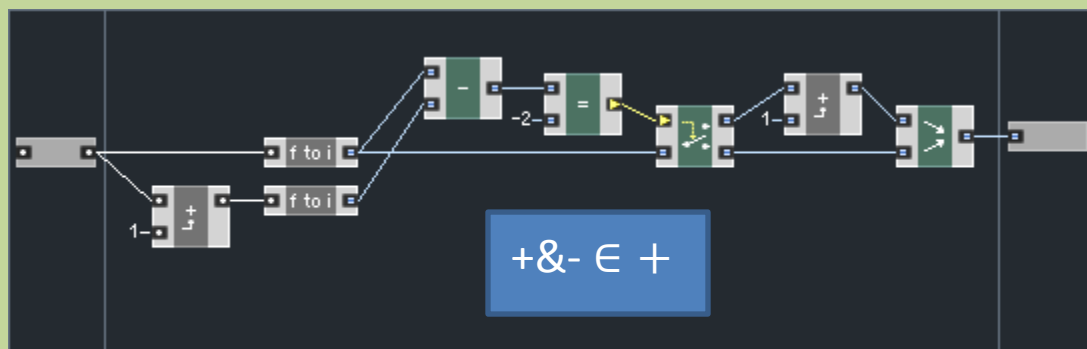 -
=
-2
+
1
f to i
f to i
+
1
+&- ∈ +